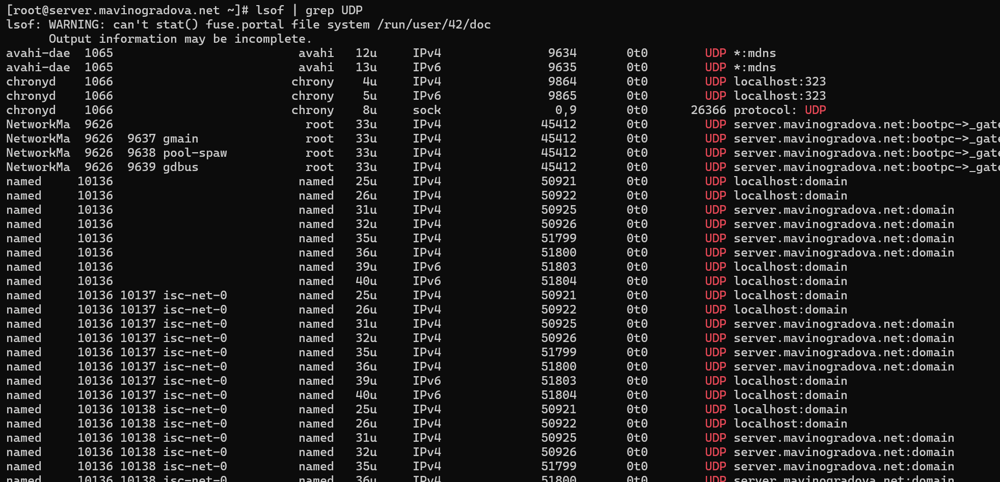 [root@server.mavinogradova.net ~]# lsof | grep UDP
lsof: WARNING: can't stat() fuse.portal file system /run/user/42/doc
      Output information may be incomplete.
avahi-dae  1065                          avahi   12u     IPv4               9634       0t0        UDP *:mdns
avahi-dae  1065                          avahi   13u     IPv6               9635       0t0        UDP *:mdns
chronyd    1066                         chrony    4u     IPv4               9864       0t0        UDP localhost:323
chronyd    1066                         chrony    5u     IPv6               9865       0t0        UDP localhost:323
chronyd    1066                         chrony    8u     sock                0,9       0t0      26366 protocol: UDP
NetworkMa  9626                           root   33u     IPv4              45412       0t0        UDP server.mavinogradova.net:bootpc->_gate
NetworkMa  9626  9637 gmain               root   33u     IPv4              45412       0t0        UDP server.mavinogradova.net:bootpc->_gate
NetworkMa  9626  9638 pool-spaw           root   33u     IPv4              45412       0t0        UDP server.mavinogradova.net:bootpc->_gate
NetworkMa  9626  9639 gdbus               root   33u     IPv4              45412       0t0        UDP server.mavinogradova.net:bootpc->_gate
named     10136                          named   25u     IPv4              50921       0t0        UDP localhost:domain
named     10136                          named   26u     IPv4              50922       0t0        UDP localhost:domain
named     10136                          named   31u     IPv4              50925       0t0        UDP server.mavinogradova.net:domain
named     10136                          named   32u     IPv4              50926       0t0        UDP server.mavinogradova.net:domain
named     10136                          named   35u     IPv4              51799       0t0        UDP server.mavinogradova.net:domain
named     10136                          named   36u     IPv4              51800       0t0        UDP server.mavinogradova.net:domain
named     10136                          named   39u     IPv6              51803       0t0        UDP localhost:domain
named     10136                          named   40u     IPv6              51804       0t0        UDP localhost:domain
named     10136 10137 isc-net-0          named   25u     IPv4              50921       0t0        UDP localhost:domain
named     10136 10137 isc-net-0          named   26u     IPv4              50922       0t0        UDP localhost:domain
named     10136 10137 isc-net-0          named   31u     IPv4              50925       0t0        UDP server.mavinogradova.net:domain
named     10136 10137 isc-net-0          named   32u     IPv4              50926       0t0        UDP server.mavinogradova.net:domain
named     10136 10137 isc-net-0          named   35u     IPv4              51799       0t0        UDP server.mavinogradova.net:domain
named     10136 10137 isc-net-0          named   36u     IPv4              51800       0t0        UDP server.mavinogradova.net:domain
named     10136 10137 isc-net-0          named   39u     IPv6              51803       0t0        UDP localhost:domain
named     10136 10137 isc-net-0          named   40u     IPv6              51804       0t0        UDP localhost:domain
named     10136 10138 isc-net-0          named   25u     IPv4              50921       0t0        UDP localhost:domain
named     10136 10138 isc-net-0          named   26u     IPv4              50922       0t0        UDP localhost:domain
named     10136 10138 isc-net-0          named   31u     IPv4              50925       0t0        UDP server.mavinogradova.net:domain
named     10136 10138 isc-net-0          named   32u     IPv4              50926       0t0        UDP server.mavinogradova.net:domain
named     10136 10138 isc-net-0          named   35u     IPv4              51799       0t0        UDP server.mavinogradova.net:domain
named     10136 10138 isc-net-0          named   36u     IPv4              51800       0t0        UDP server.mavinogradova.net:domain